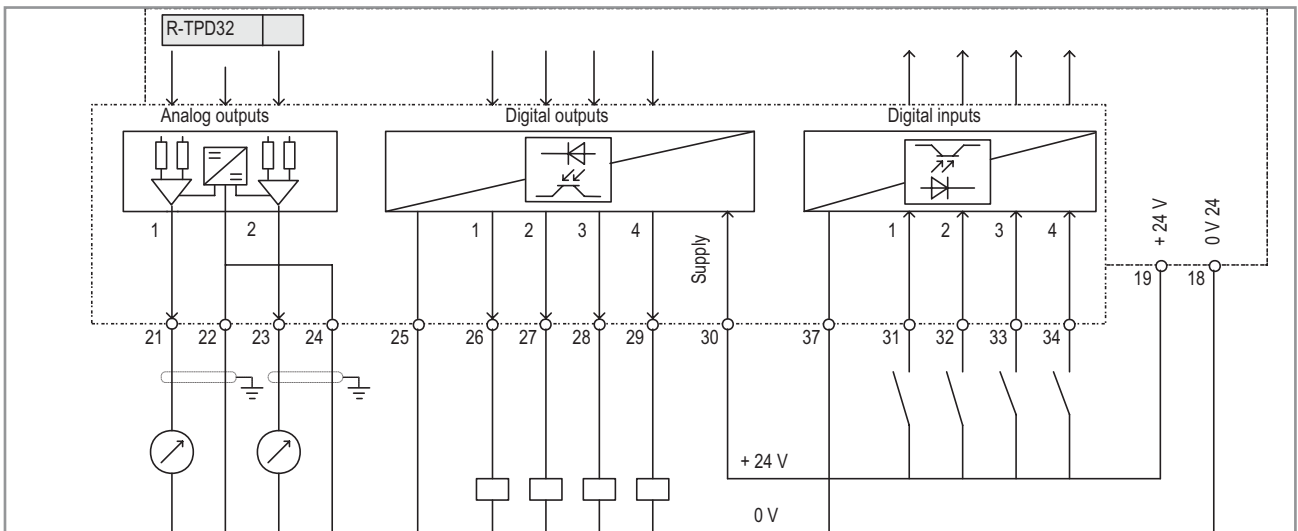 R-TPD32
Analog outputs
Digital outputs
Digital inputs
1 2
1 2 3 4
Supply
1 2 3 4
+ 24 V
0 V 24
19 18
21 22 23 24 25 26 27 28 29 30 37 31 32 33 34
+ 24 V
0 V